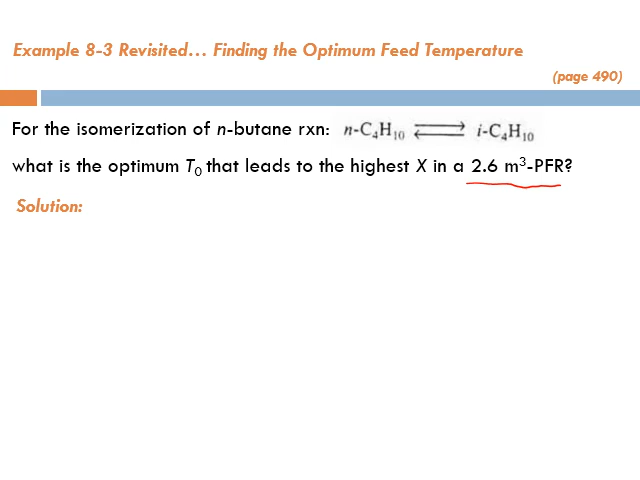 Example 8-3 Revisited… Finding the Optimum Feed Temperature
(page 490)
For the isomerization of n-butane rxn: n-C₄H₁₀ ⇄ i-C₄H₁₀
what is the optimum T₀ that leads to the highest X in a 2.6 m³-PFR?
Solution: